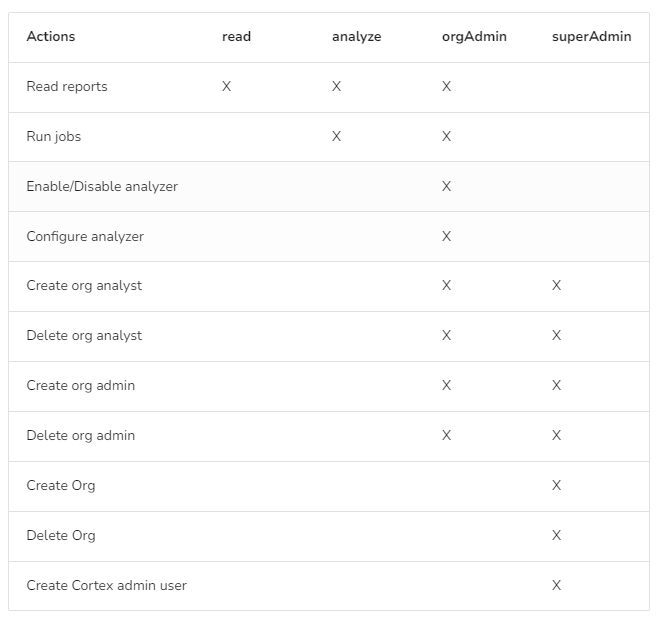 Actions read analyze orgAdmin superAdmin
Read reports X X X
Run jobs X X
Enable/Disable analyzer X
Configure analyzer X
Create org analyst X X
Delete org analyst X X
Create org admin X X
Delete org admin X X
Create Org X
Delete Org X
Create Cortex admin user X